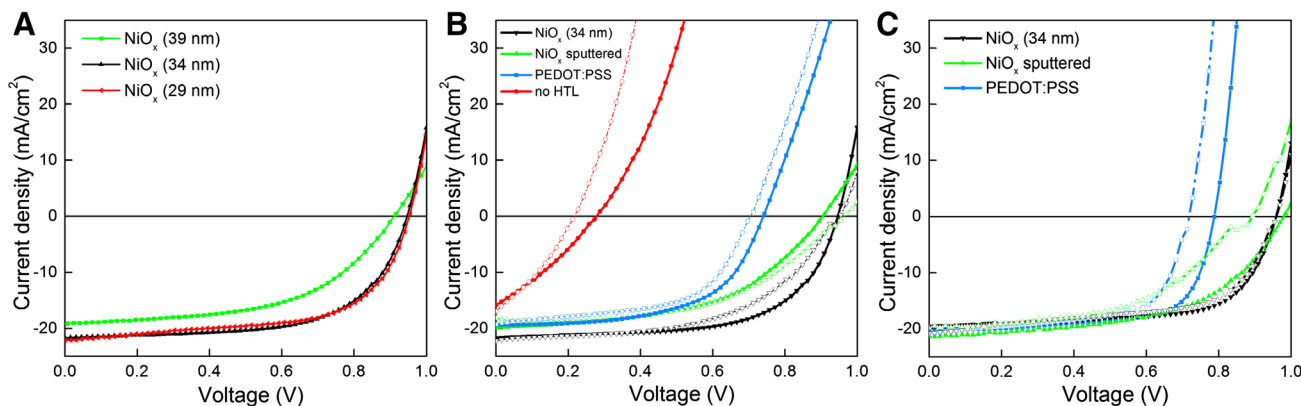 A
NiOx (39 nm)
NiOx (34 nm)
NiOx (29 nm)
Current density (mA/cm2)
30
20
10
0
-10
-20
0.0 0.2 0.4 0.6 0.8 1.0
Voltage (V)
B
NiOx (34 nm)
NiOx sputtered
PEDOT:PSS
no HTL
Current density (mA/cm2)
30
20
10
0
-10
-20
0.0 0.2 0.4 0.6 0.8 1.0
Voltage (V)
C
NiOx (34 nm)
NiOx sputtered
PEDOT:PSS
Current density (mA/cm2)
30
20
10
0
-10
-20
0.0 0.2 0.4 0.6 0.8 1.0
Voltage (V)